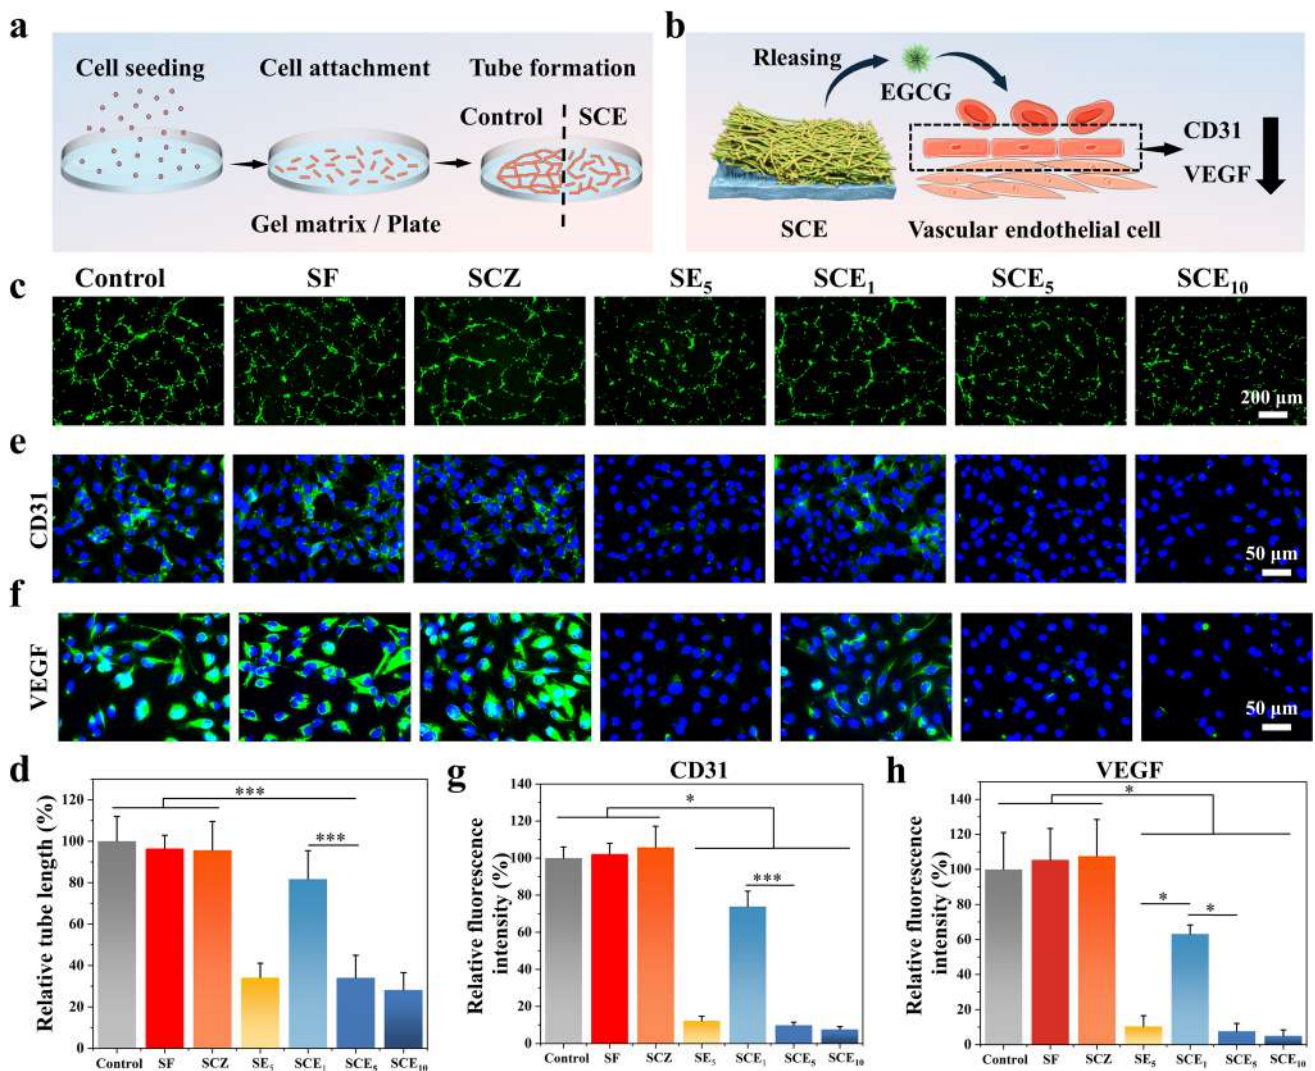 a
Cell seeding
Cell attachment
Tube formation
Control
SCE
Gel matrix / Plate
b
Rleasing
EGCG
CD31
VEGF
SCE
Vascular endothelial cell
c
Control
SF
SCZ
SE5
SCE1
SCE5
SCE10
200 μm
e
CD31
50 μm
f
VEGF
50 μm
d
Relative tube length (%)
120
100
80
60
40
20
0
***
***
Control
SF
SCZ
SE5
SCE1
SCE5
SCE10
g
CD31
Relative fluorescence
intensity (%)
140
120
100
80
60
40
20
0
*
***
Control
SF
SCZ
SE5
SCE1
SCE5
SCE10
h
VEGF
Relative fluorescence
intensity (%)
140
120
100
80
60
40
20
0
*
*
*
Control
SF
SCZ
SE5
SCE1
SCE5
SCE10